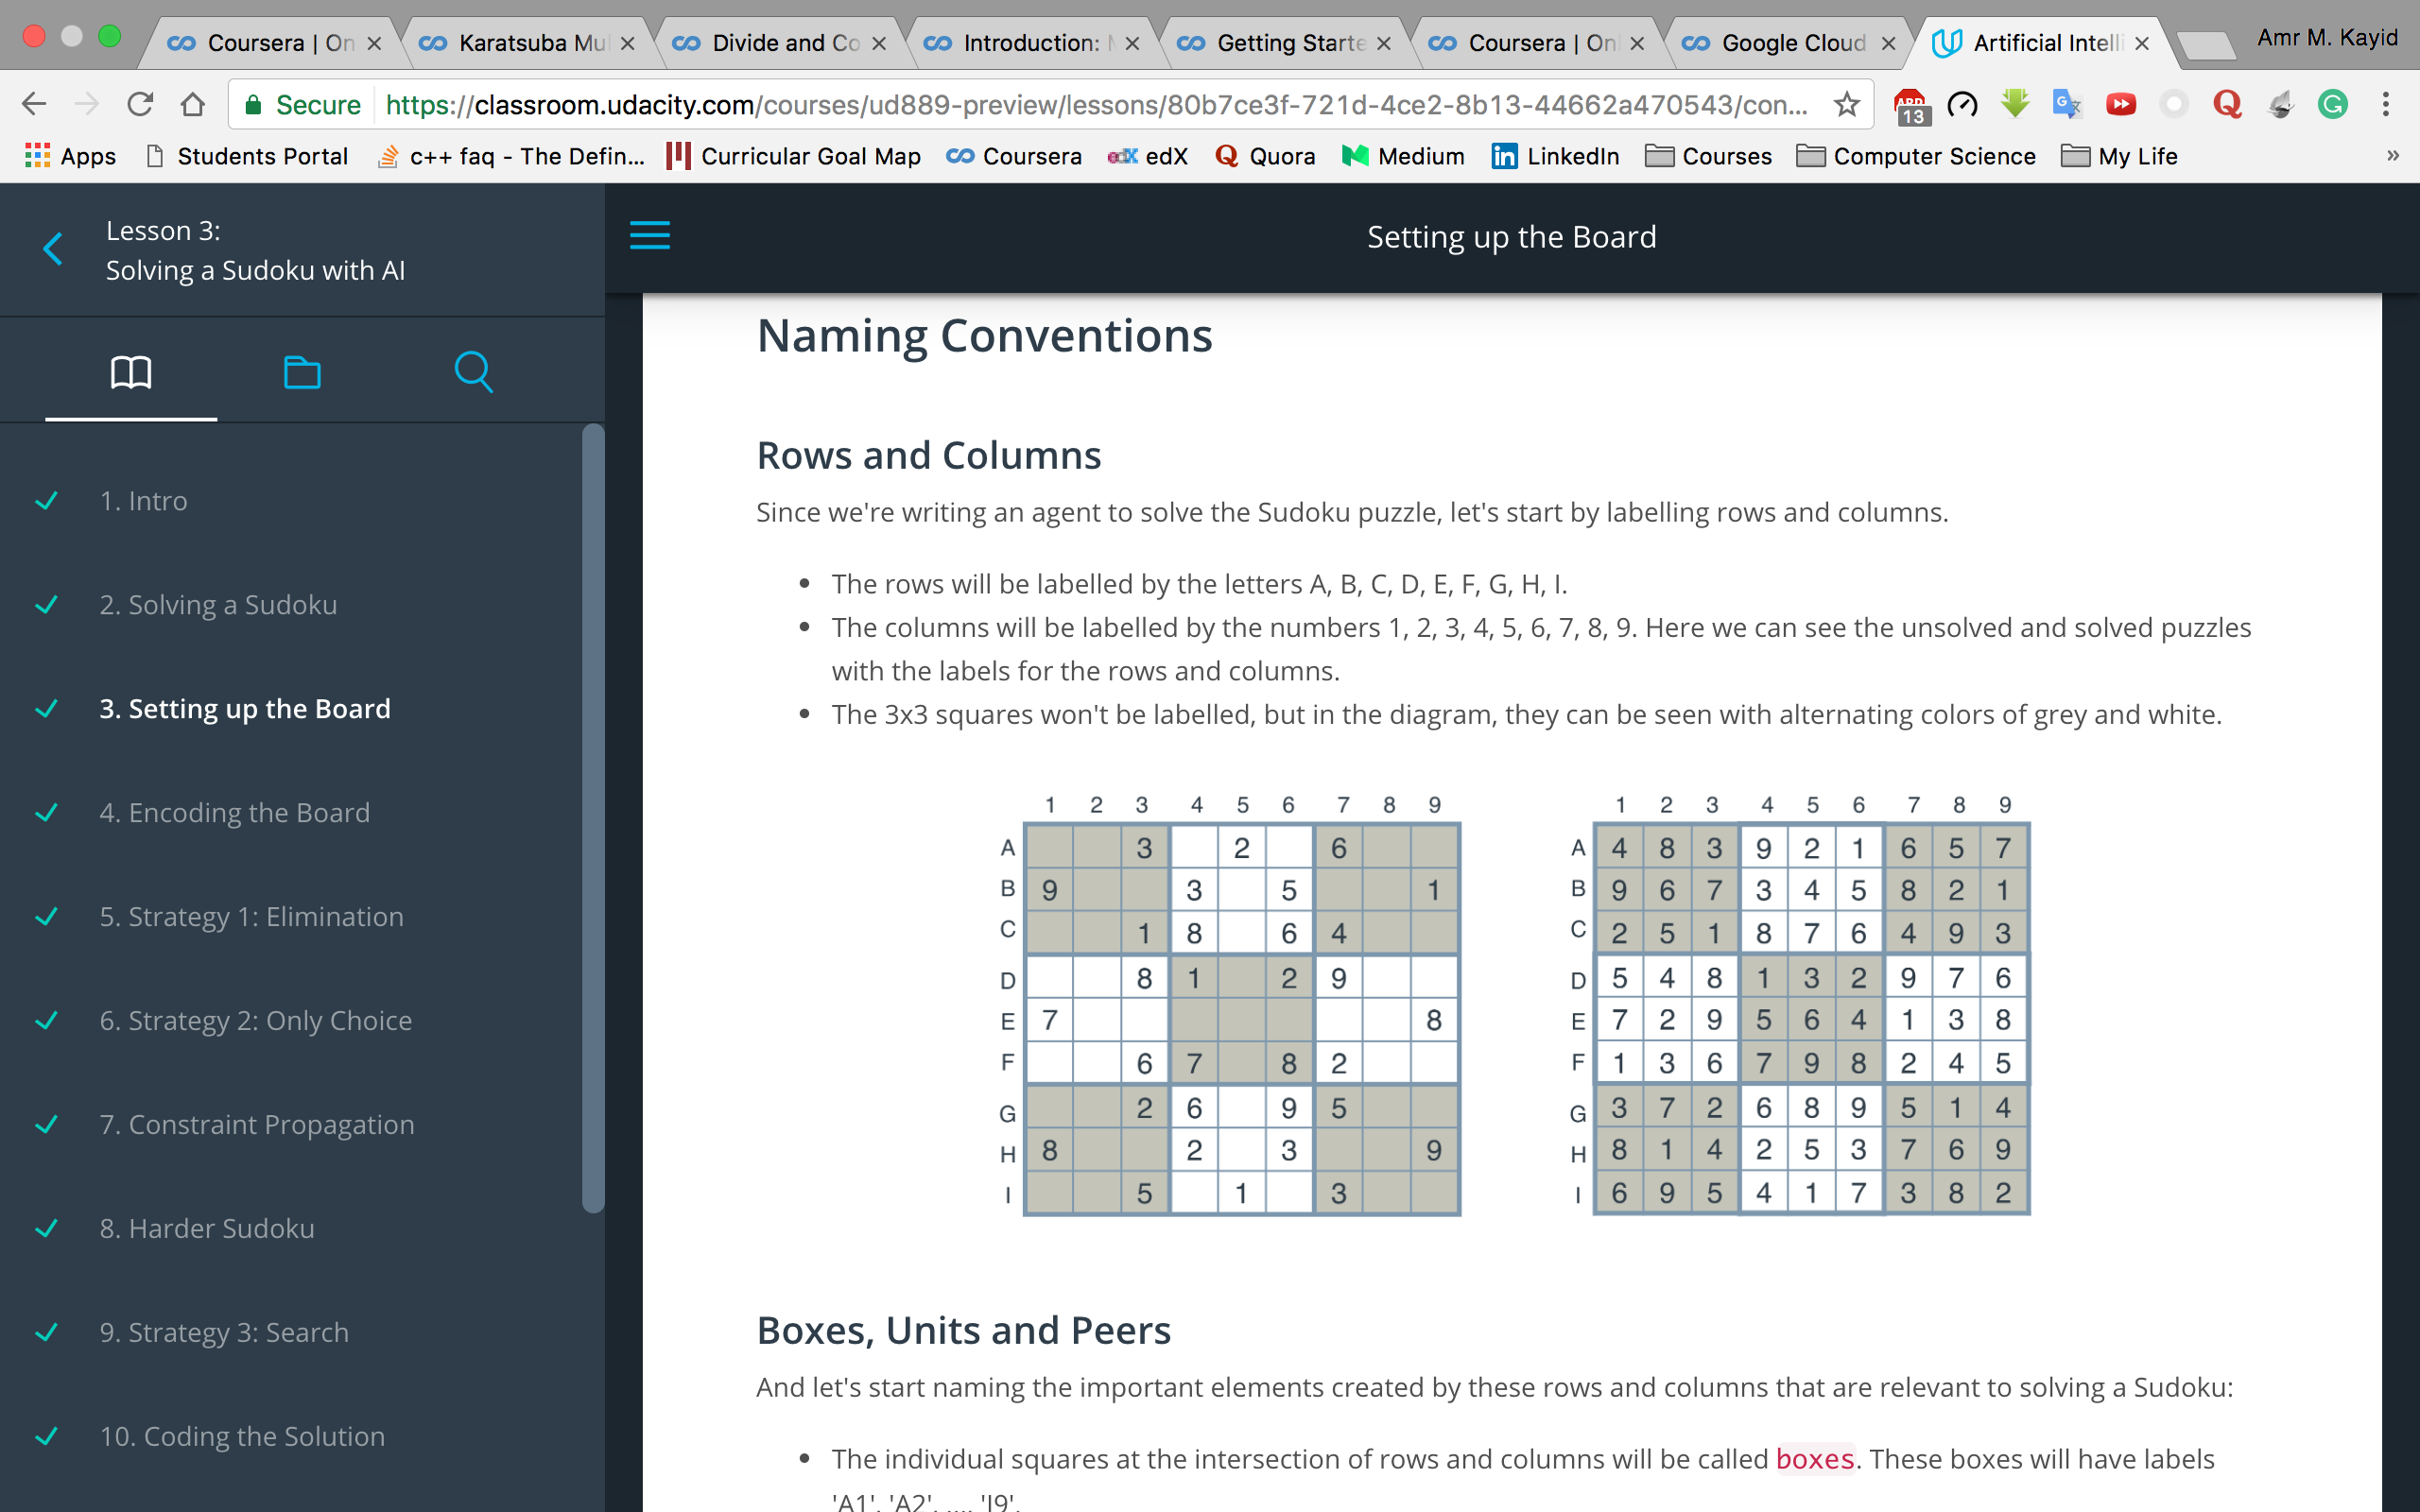 Coursera | On
Karatsuba Mu
Divide and Co
Introduction:
Getting Starte
Coursera | Onl
Google Cloud
Artificial Intelli
Amr M. Kayid
Secure
https://classroom.udacity.com/courses/ud889-preview/lessons/80b7ce3f-721d-4ce2-8b13-44662a470543/con...
ABP
13
Apps
Students Portal
c++ faq - The Defin...
Curricular Goal Map
Coursera
edX edX
Quora
Medium
in LinkedIn
Courses
Computer Science
My Life
»
Lesson 3:
Solving a Sudoku with AI
1. Intro
2. Solving a Sudoku
3. Setting up the Board
4. Encoding the Board
5. Strategy 1: Elimination
6. Strategy 2: Only Choice
7. Constraint Propagation
8. Harder Sudoku
9. Strategy 3: Search
10. Coding the Solution
Setting up the Board
Naming Conventions
Rows and Columns
Since we're writing an agent to solve the Sudoku puzzle, let's start by labelling rows and columns.
• The rows will be labelled by the letters A, B, C, D, E, F, G, H, I.
• The columns will be labelled by the numbers 1, 2, 3, 4, 5, 6, 7, 8, 9. Here we can see the unsolved and solved puzzles
with the labels for the rows and columns.
• The 3x3 squares won't be labelled, but in the diagram, they can be seen with alternating colors of grey and white.
1 2 3 4 5 6 7 8 9
A 3 2 6
B 9 3 5 1
C 1 8 6 4
D 8 1 2 9
E 7 8
F 6 7 8 2
G 2 6 9 5
H 8 2 3 9
I 5 1 3
1 2 3 4 5 6 7 8 9
A 4 8 3 9 2 1 6 5 7
B 9 6 7 3 4 5 8 2 1
C 2 5 1 8 7 6 4 9 3
D 5 4 8 1 3 2 9 7 6
E 7 2 9 5 6 4 1 3 8
F 1 3 6 7 9 8 2 4 5
G 3 7 2 6 8 9 5 1 4
H 8 1 4 2 5 3 7 6 9
I 6 9 5 4 1 7 3 8 2
Boxes, Units and Peers
And let's start naming the important elements created by these rows and columns that are relevant to solving a Sudoku:
• The individual squares at the intersection of rows and columns will be called boxes. These boxes will have labels
'A1', 'A2', ..., 'I9'.